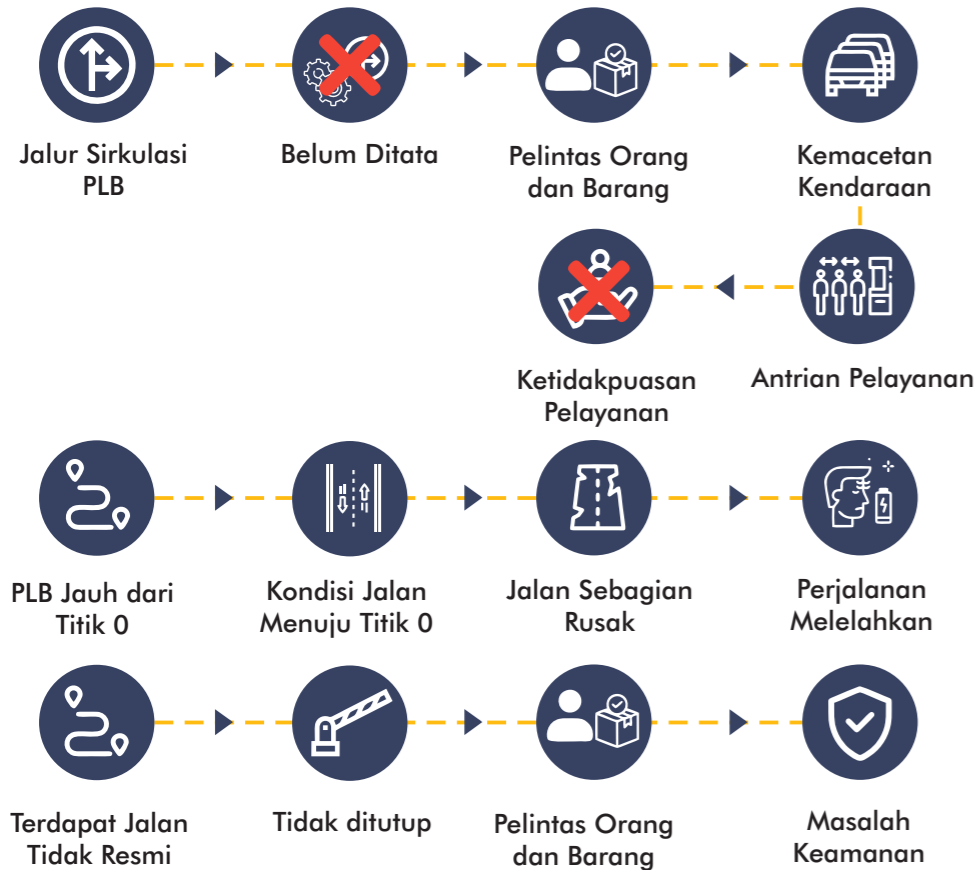 Jalur Sirkulasi
PLB
Belum Ditata
Pelintas Orang
dan Barang
Kemacetan
Kendaraan
Ketidakpuasan
Pelayanan
Antrian Pelayanan
PLB Jauh dari
Titik 0
Kondisi Jalan
Menuju Titik 0
Jalan Sebagian
Rusak
Perjalanan
Melelahkan
Terdapat Jalan
Tidak Resmi
Tidak ditutup
Pelintas Orang
dan Barang
Masalah
Keamanan